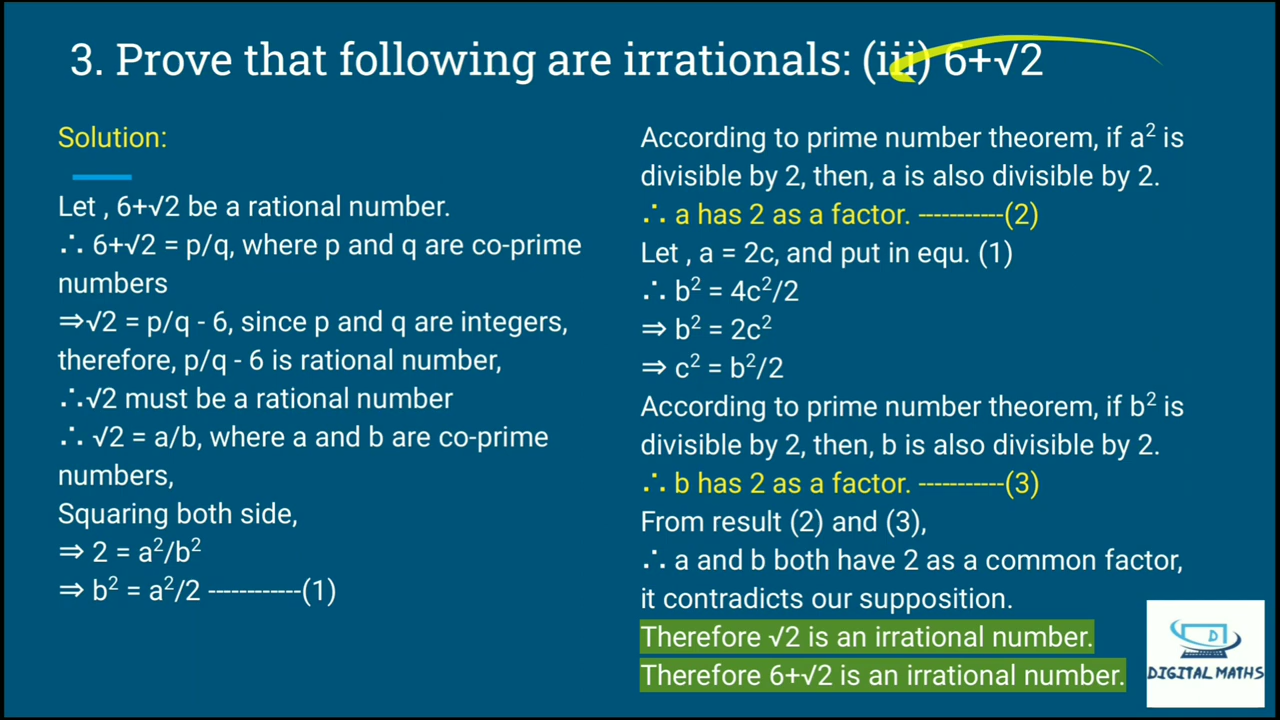 3. Prove that following are irrationals: (iii) 6+√2
Solution:
Let , 6+√2 be a rational number.
∴ 6+√2 = p/q, where p and q are co-prime
numbers
⇒√2 = p/q - 6, since p and q are integers,
therefore, p/q - 6 is rational number,
∴√2 must be a rational number
∴ √2 = a/b, where a and b are co-prime
numbers,
Squaring both side,
⇒ 2 = a²/b²
⇒ b² = a²/2 ------------(1)
According to prime number theorem, if a² is
divisible by 2, then, a is also divisible by 2.
∴ a has 2 as a factor. -----------(2)
Let , a = 2c, and put in equ. (1)
∴ b² = 4c²/2
⇒ b² = 2c²
⇒ c² = b²/2
According to prime number theorem, if b² is
divisible by 2, then, b is also divisible by 2.
∴ b has 2 as a factor. -----------(3)
From result (2) and (3),
∴ a and b both have 2 as a common factor,
it contradicts our supposition.
Therefore √2 is an irrational number.
Therefore 6+√2 is an irrational number.
D
DIGITAL MATHS